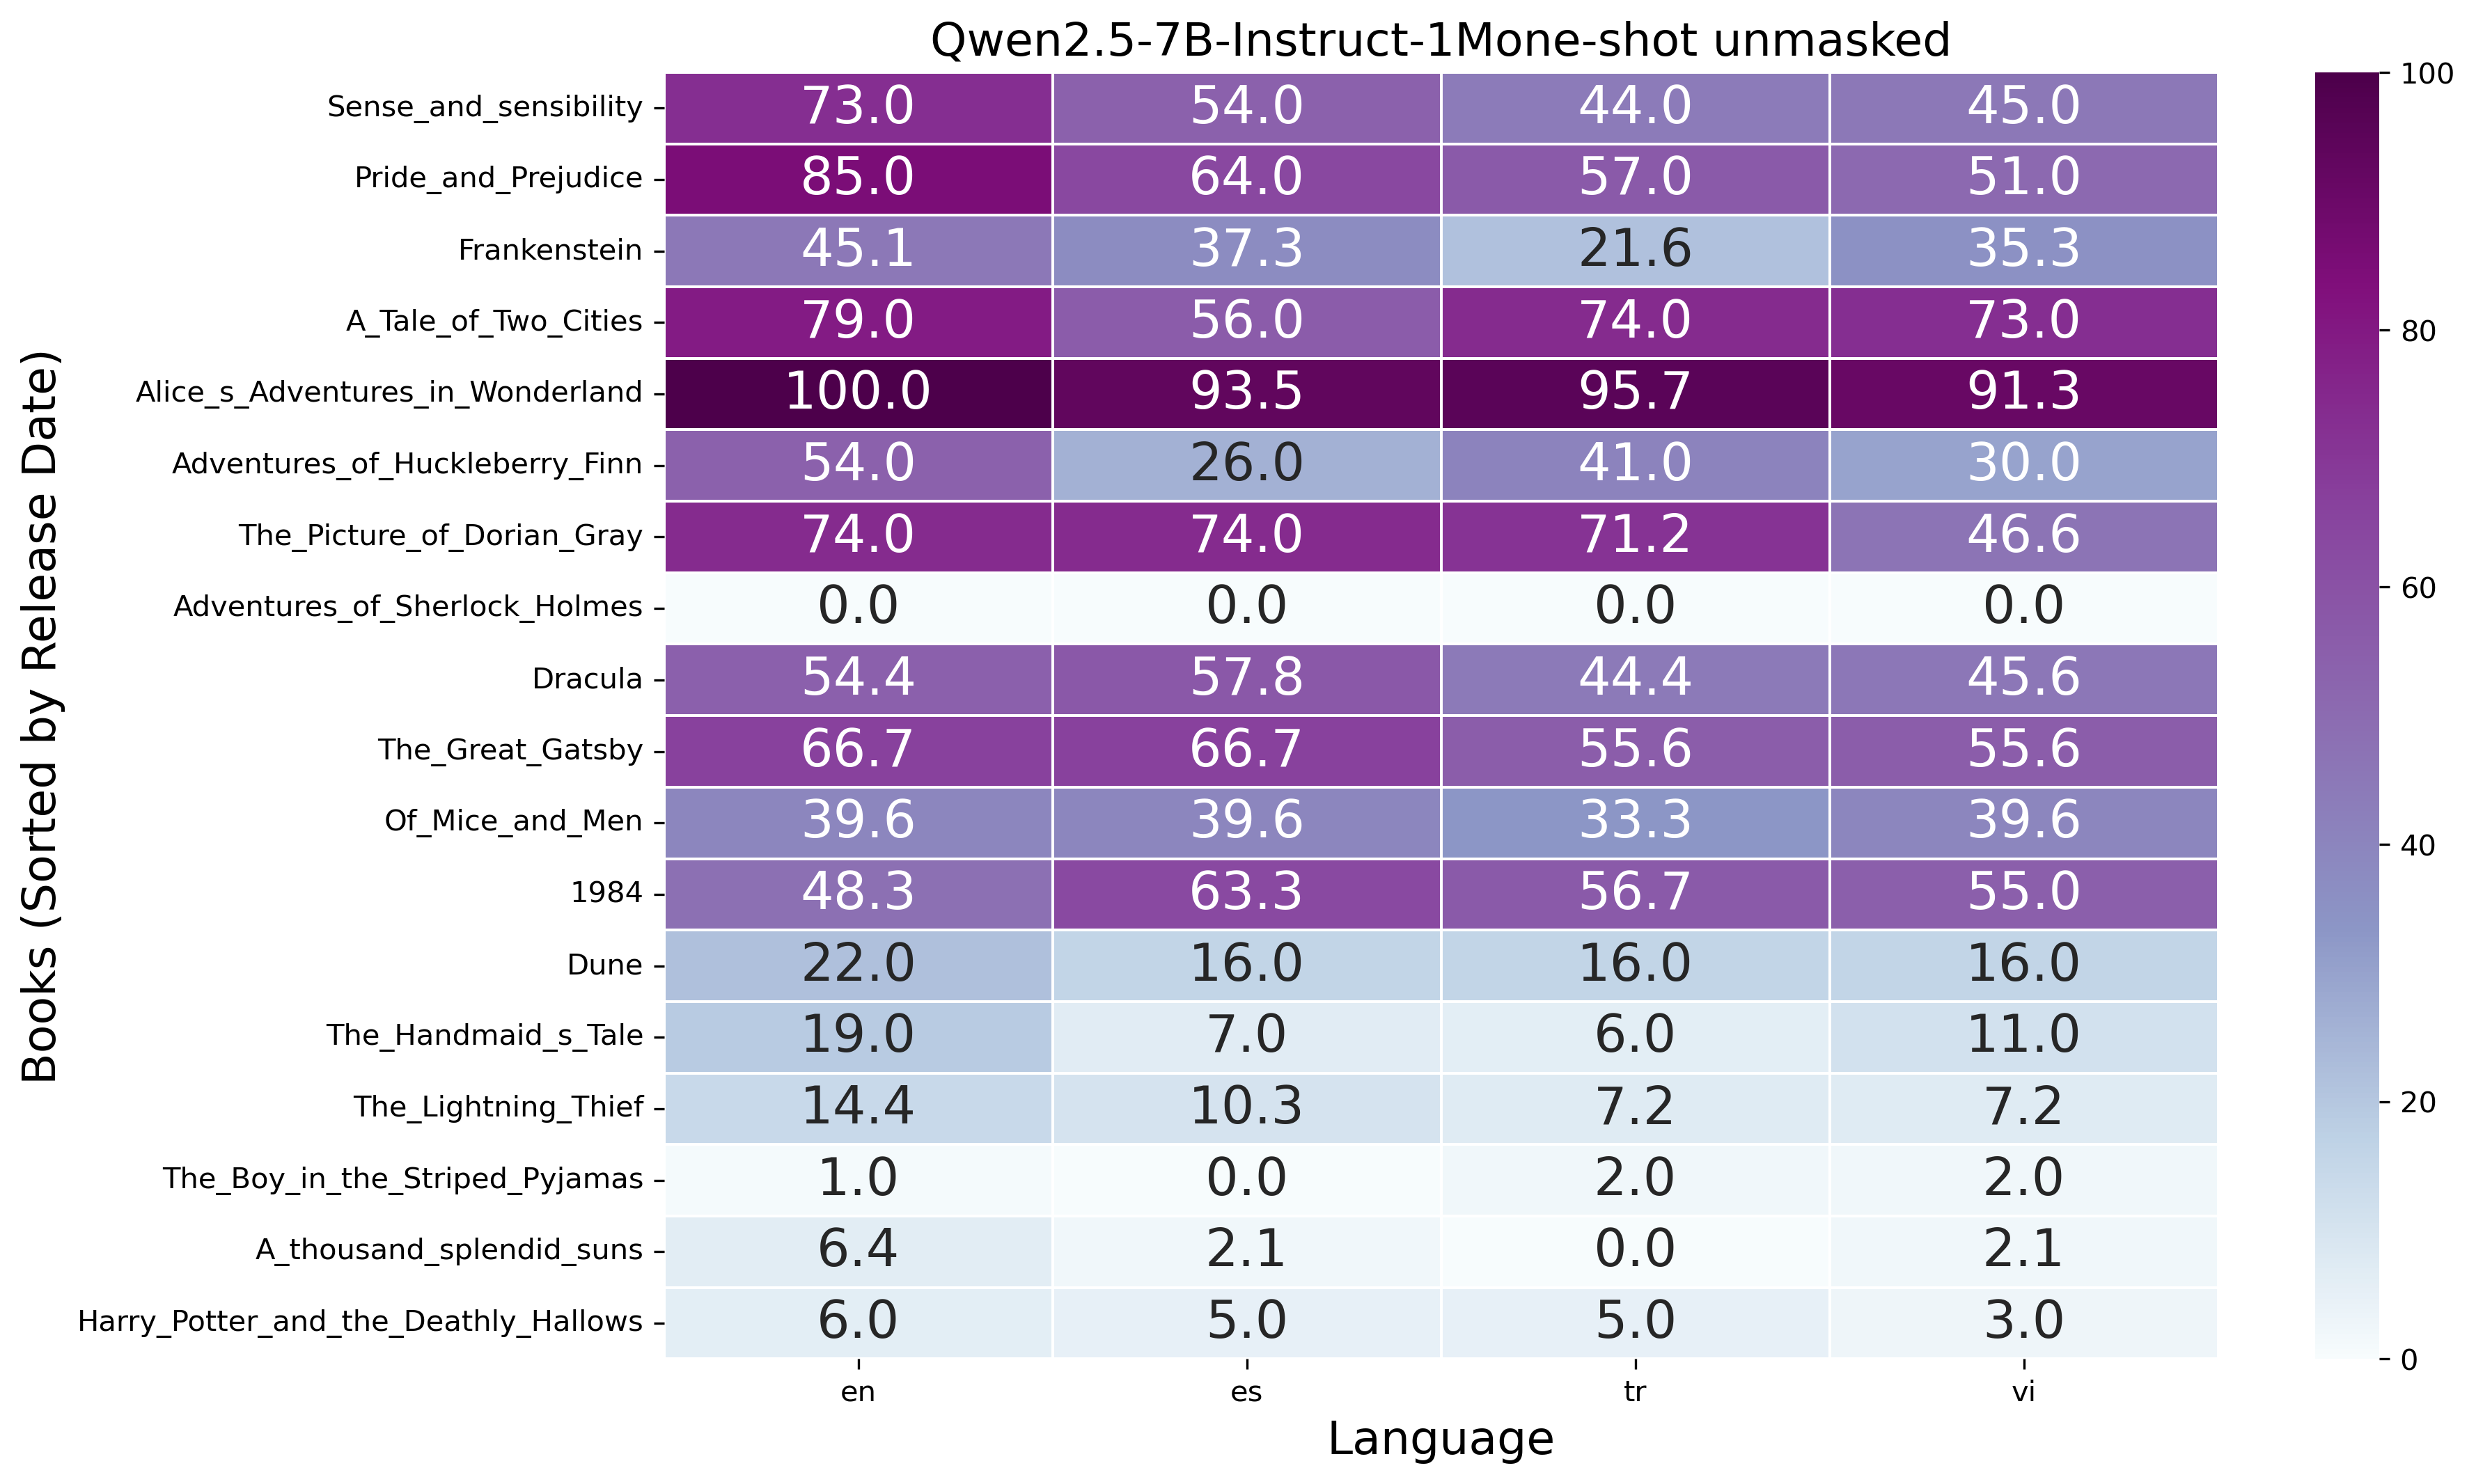 Qwen2.5-7B-Instruct-1Mone-shot unmasked
Books (Sorted by Release Date)
Sense_and_sensibility 73.0 54.0 44.0 45.0
Pride_and_Prejudice 85.0 64.0 57.0 51.0
Frankenstein 45.1 37.3 21.6 35.3
A_Tale_of_Two_Cities 79.0 56.0 74.0 73.0
Alice_s_Adventures_in_Wonderland 100.0 93.5 95.7 91.3
Adventures_of_Huckleberry_Finn 54.0 26.0 41.0 30.0
The_Picture_of_Dorian_Gray 74.0 74.0 71.2 46.6
Adventures_of_Sherlock_Holmes 0.0 0.0 0.0 0.0
Dracula 54.4 57.8 44.4 45.6
The_Great_Gatsby 66.7 66.7 55.6 55.6
Of_Mice_and_Men 39.6 39.6 33.3 39.6
1984 48.3 63.3 56.7 55.0
Dune 22.0 16.0 16.0 16.0
The_Handmaid_s_Tale 19.0 7.0 6.0 11.0
The_Lightning_Thief 14.4 10.3 7.2 7.2
The_Boy_in_the_Striped_Pyjamas 1.0 0.0 2.0 2.0
A_thousand_splendid_suns 6.4 2.1 0.0 2.1
Harry_Potter_and_the_Deathly_Hallows 6.0 5.0 5.0 3.0
en es tr vi
Language
100
80
60
40
20
0